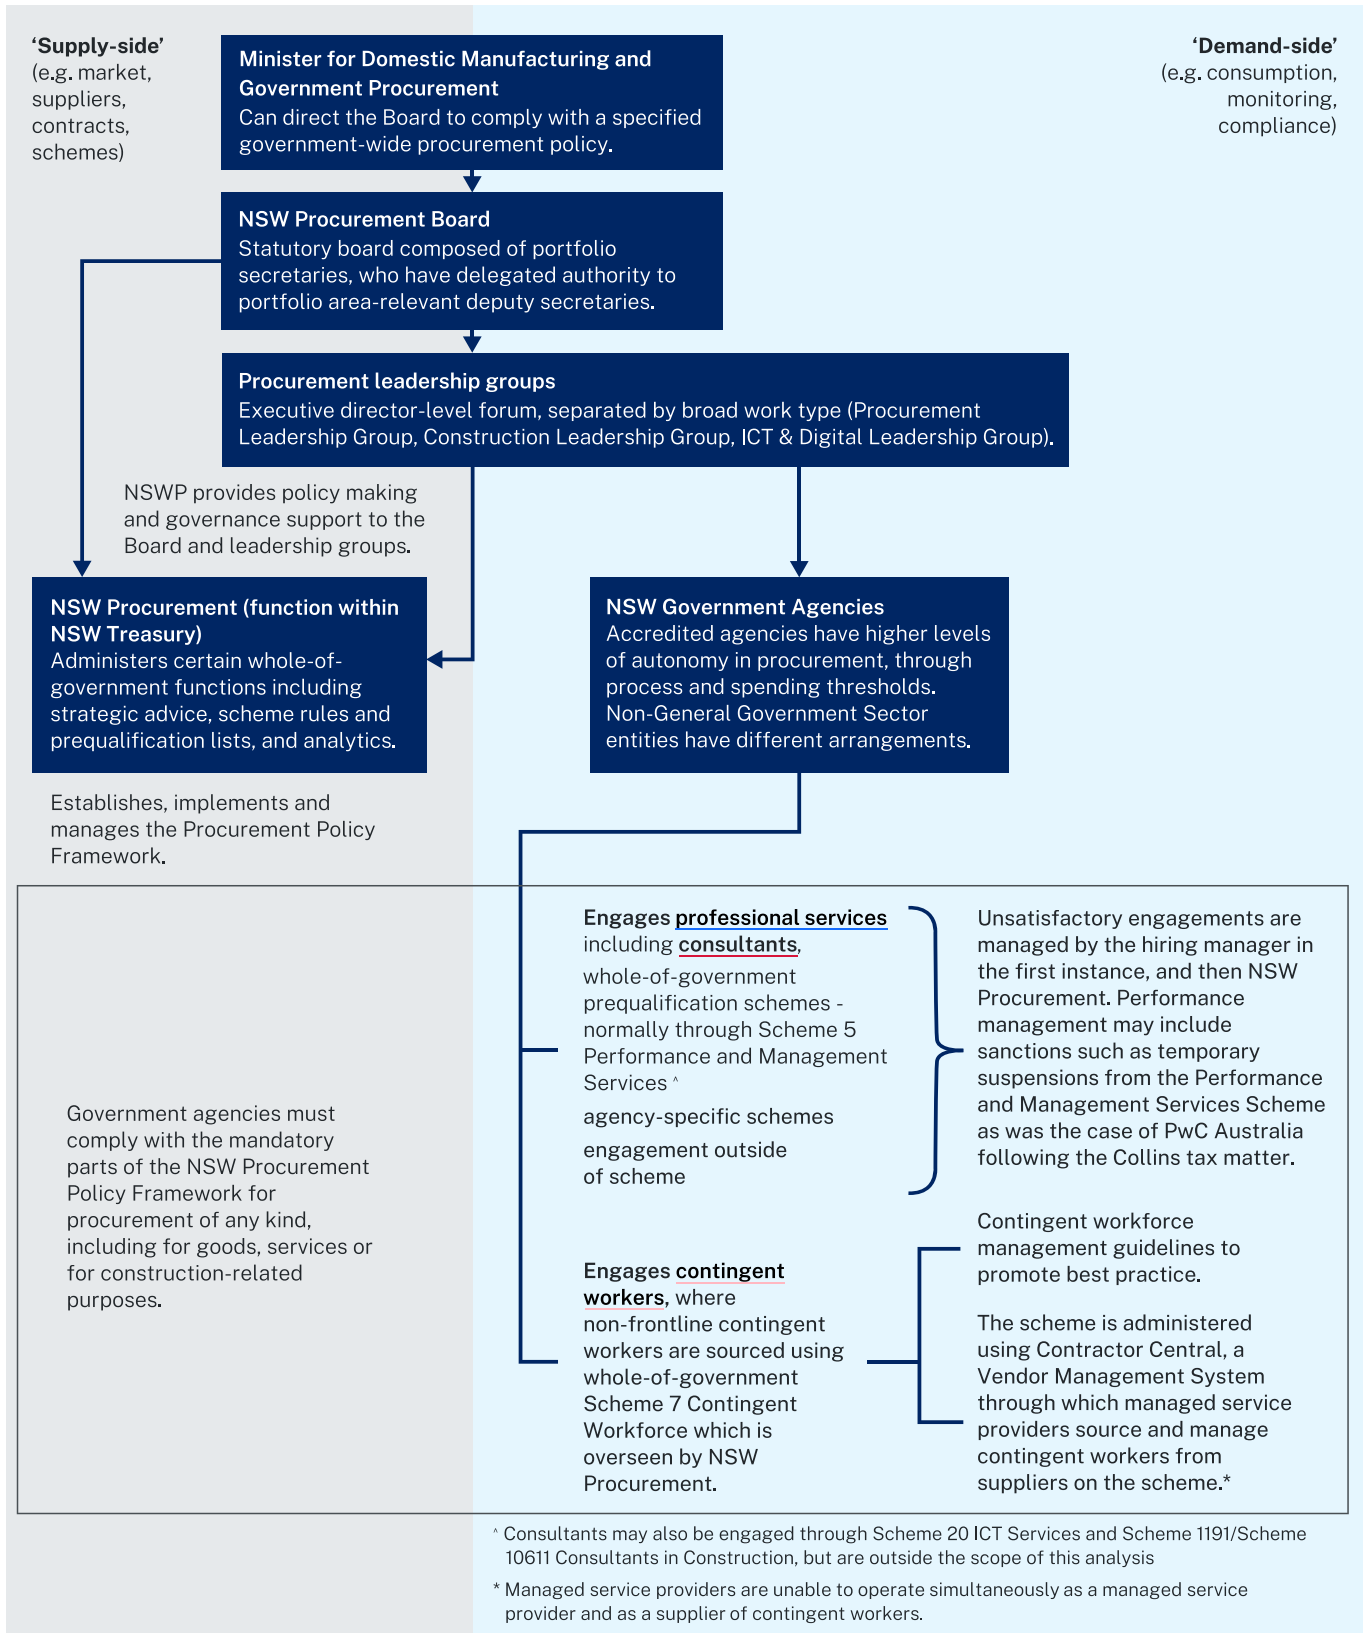 ‘Supply-side’
(e.g. market,
suppliers,
contracts,
schemes)
Minister for Domestic Manufacturing and
Government Procurement
Can direct the Board to comply with a specified
government-wide procurement policy.
‘Demand-side’
(e.g. consumption,
monitoring,
compliance)
NSW Procurement Board
Statutory board composed of portfolio
secretaries, who have delegated authority to
portfolio area-relevant deputy secretaries.
Procurement leadership groups
Executive director-level forum, separated by broad work type (Procurement
Leadership Group, Construction Leadership Group, ICT & Digital Leadership Group).
NSWP provides policy making
and governance support to the
Board and leadership groups.
NSW Procurement (function within
NSW Treasury)
Administers certain whole-of-
government functions including
strategic advice, scheme rules and
prequalification lists, and analytics.
NSW Government Agencies
Accredited agencies have higher levels
of autonomy in procurement, through
process and spending thresholds.
Non-General Government Sector
entities have different arrangements.
Establishes, implements and
manages the Procurement Policy
Framework.
Government agencies must
comply with the mandatory
parts of the NSW Procurement
Policy Framework for
procurement of any kind,
including for goods, services or
for construction-related
purposes.
Engages professional services
including consultants,
whole-of-government
prequalification schemes -
normally through Scheme 5
Performance and Management
Services ^
agency-specific schemes
engagement outside
of scheme
Unsatisfactory engagements are
managed by the hiring manager in
the first instance, and then NSW
Procurement. Performance
management may include
sanctions such as temporary
suspensions from the Performance
and Management Services Scheme
as was the case of PwC Australia
following the Collins tax matter.
Engages contingent
workers, where
non-frontline contingent
workers are sourced using
whole-of-government
Scheme 7 Contingent
Workforce which is
overseen by NSW
Procurement.
Contingent workforce
management guidelines to
promote best practice.
The scheme is administered
using Contractor Central, a
Vendor Management System
through which managed service
providers source and manage
contingent workers from
suppliers on the scheme.*
^ Consultants may also be engaged through Scheme 20 ICT Services and Scheme 1191/Scheme
10611 Consultants in Construction, but are outside the scope of this analysis
* Managed service providers are unable to operate simultaneously as a managed service
provider and as a supplier of contingent workers.